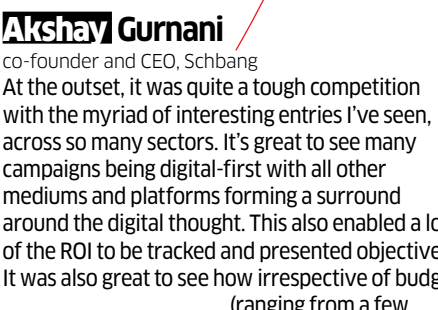 Akshay Gurnani
co-founder and CEO, Schbang
At the outset, it was quite a tough competition
with the myriad of interesting entries I've seen,
across so many sectors. It's great to see many
campaigns being digital-first with all other
mediums and platforms forming a surround
around the digital thought. This also enabled a
of the ROI to be tracked and presented
It was also great to see how irrespective of
(ranging from a few